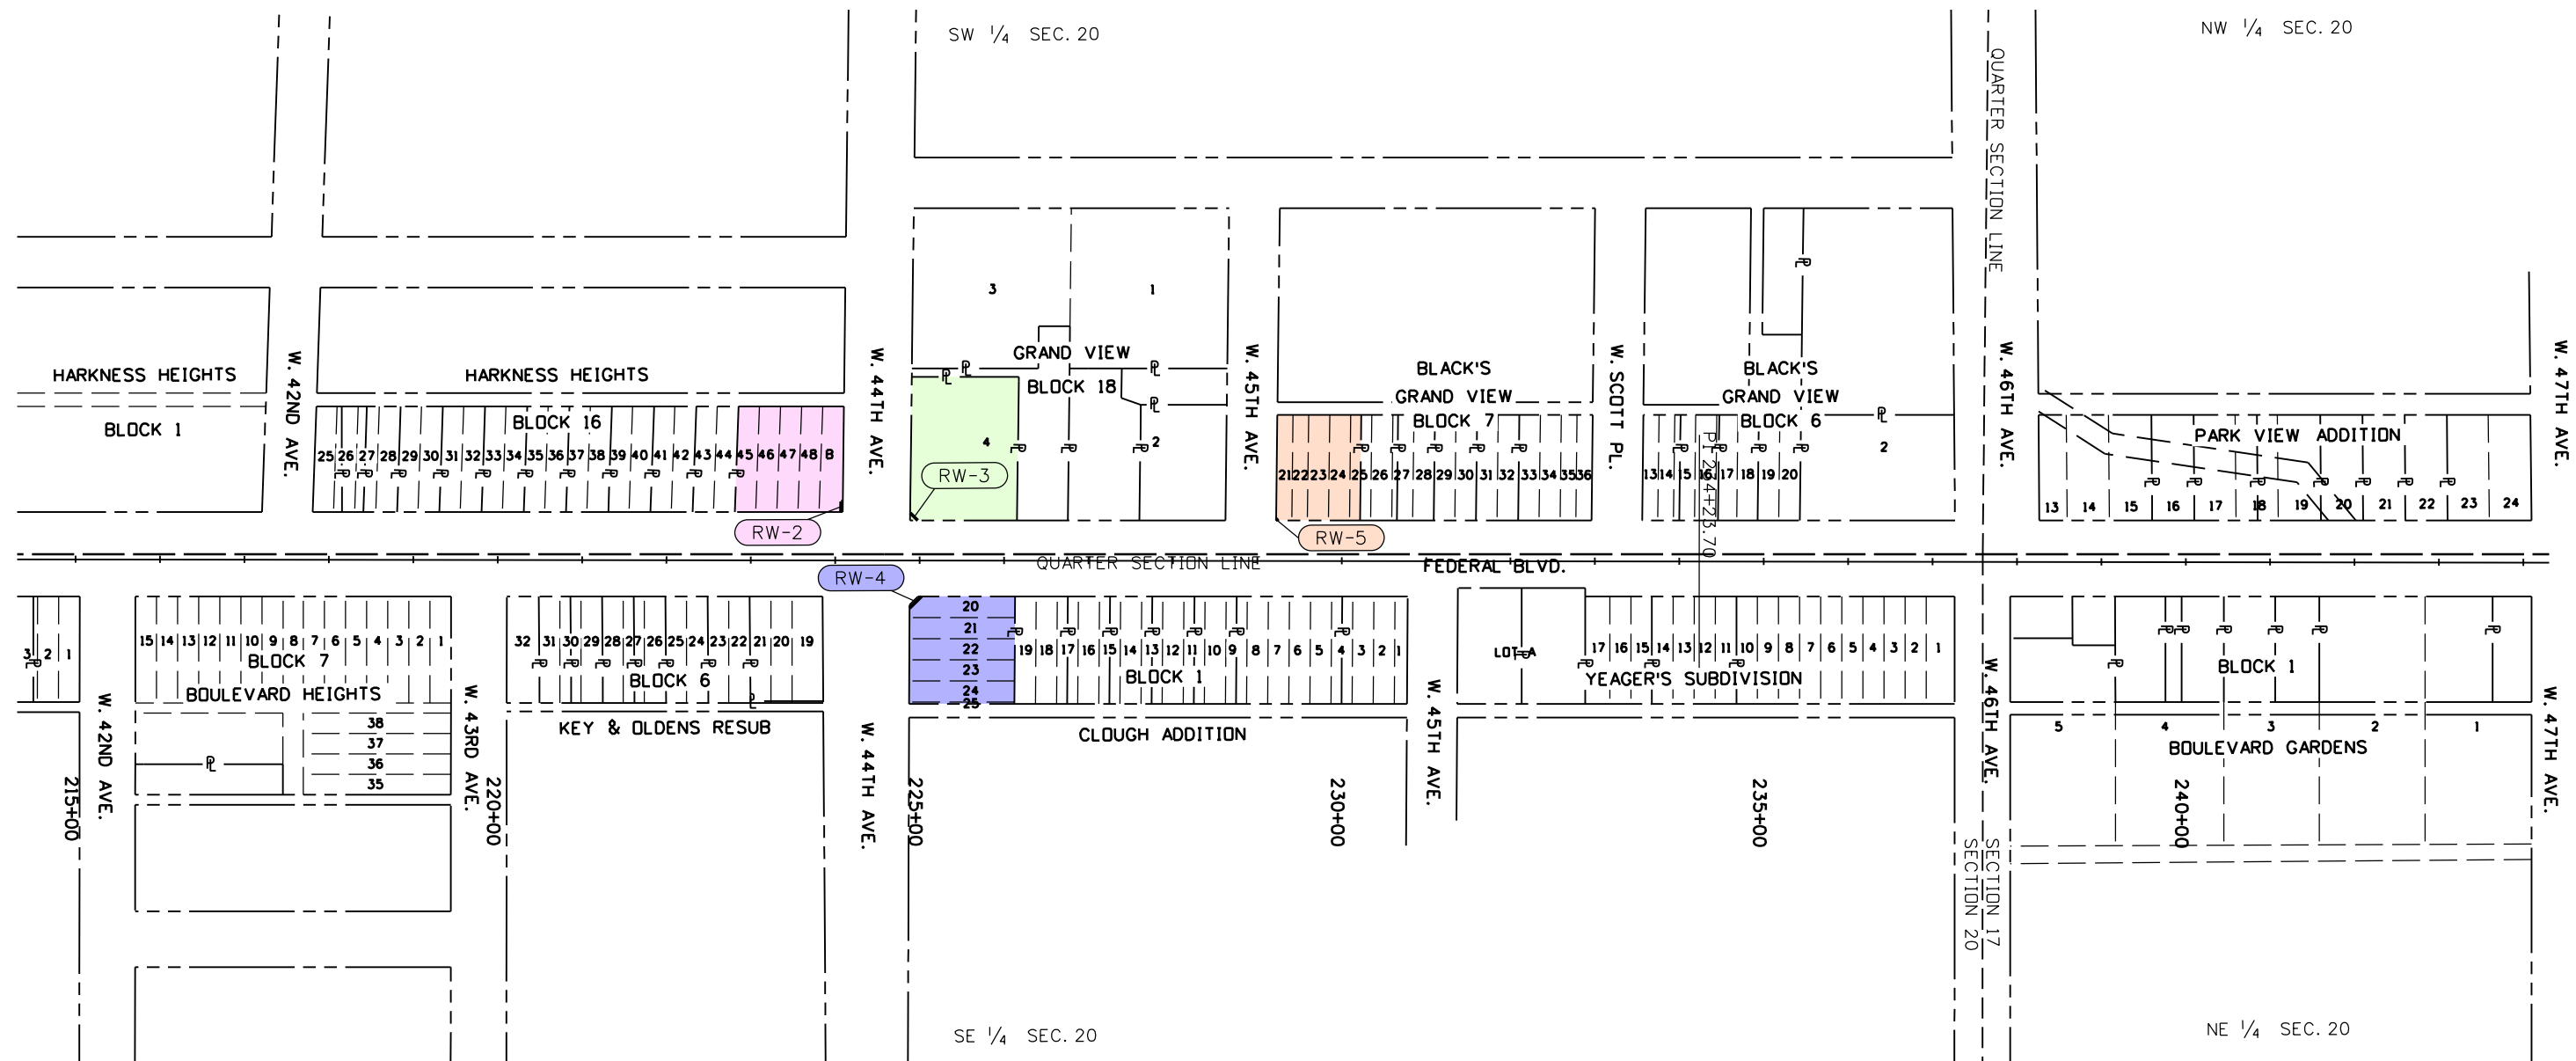 SW 1/4 SEC. 20
NW 1/4 SEC. 20
QUARTER SECTION LINE
3
1
HARKNESS HEIGHTS
BLOCK 1
W. 42ND AVE.
HARKNESS HEIGHTS
BLOCK 16
25 26 27 28 29 30 31 32 33 34 35 36 37 38 39 40 41 42 43 44 45 46 47 48 B
W. 44TH AVE.
GRAND VIEW
BLOCK 18
4
2
W. 45TH AVE.
BLACK'S
GRAND VIEW
BLOCK 7
21 22 23 24 25 26 27 28 29 30 31 32 33 34 35 36
W. SCOTT PL.
BLACK'S
GRAND VIEW
BLOCK 6
2
13 14 15 16 17 18 19 20
PI 234+23.70
W. 46TH AVE.
PARK VIEW ADDITION
13 14 15 16 17 18 19 20 21 22 23 24
W. 47TH AVE.
RW-2
RW-3
RW-5
RW-4
QUARTER SECTION LINE
FEDERAL BLVD.
3 2 1
W. 42ND AVE.
215+00
15 14 13 12 11 10 9 8 7 6 5 4 3 2 1
BLOCK 7
BOULEVARD HEIGHTS
38
37
36
35
W. 43RD AVE.
220+00
32 31 30 29 28 27 26 25 24 23 22 21 20 19
BLOCK 6
KEY & OLDENS RESUB
W. 44TH AVE.
225+00
20
21
22
23
24
25
19 18 17 16 15 14 13 12 11 10 9 8 7 6 5 4 3 2 1
BLOCK 1
CLOUGH ADDITION
230+00
W. 45TH AVE.
LOT A
17 16 15 14 13 12 11 10 9 8 7 6 5 4 3 2 1
YEAGER'S SUBDIVISION
235+00
W. 46TH AVE.
SECTION 17
SECTION 20
BLOCK 1
5 4 3 2 1
BOULEVARD GARDENS
240+00
W. 47TH AVE.
SE 1/4 SEC. 20
NE 1/4 SEC. 20